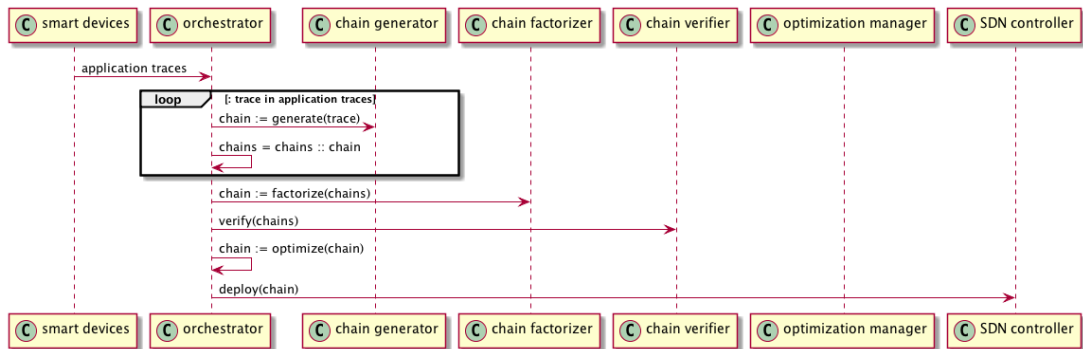 C smart devices C orchestrator C chain generator C chain factorizer C chain verifier C optimization manager C SDN controller
application traces
loop [: trace in application traces]
chain := generate(trace)
chains = chains :: chain
chain := factorize(chains)
verify(chains)
chain := optimize(chain)
deploy(chain)
C smart devices C orchestrator C chain generator C chain factorizer C chain verifier C optimization manager C SDN controller